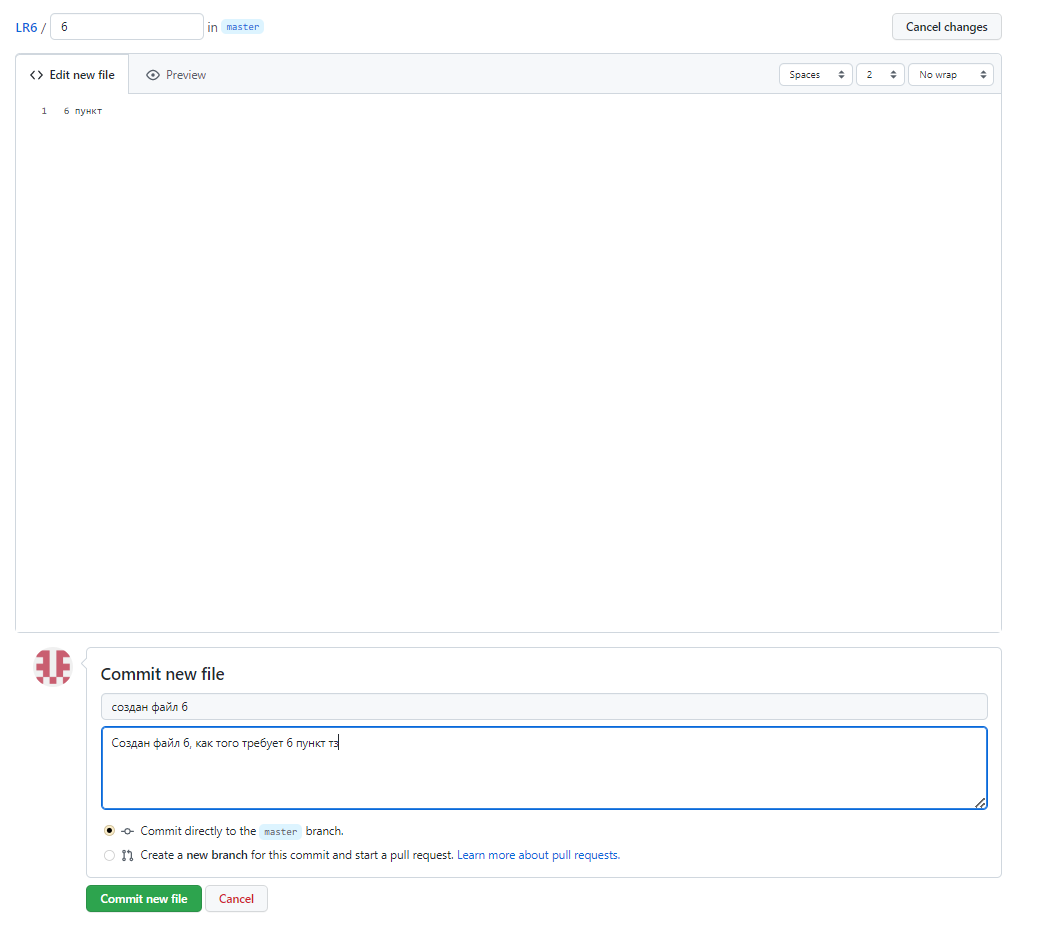 LR6 / 6 in master Cancel changes
Edit new file Preview Spaces 2 No wrap
1 6 пункт
Commit new file
создан файл 6
Создан файл 6, как того требует 6 пункт тз
Commit directly to the master branch.
Create a new branch for this commit and start a pull request. Learn more about pull requests.
Commit new file Cancel